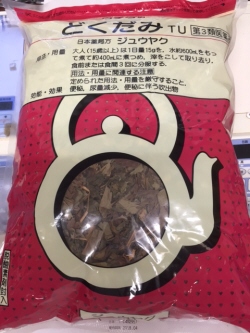 どくだみTU
第3類医薬品
日本薬局方 ジュウヤク
用法・用量 大人(15歳以上)は1日量15gを、水約600mLをもっ
て煮て約400mLに煮つめ、滓をこして取り去り、
食前または食間3回に分服する。
用法・用量に関連する注意
定められた用法・用量を厳守すること。
効能・効果 便秘、尿量減少、便秘に伴う吹出物